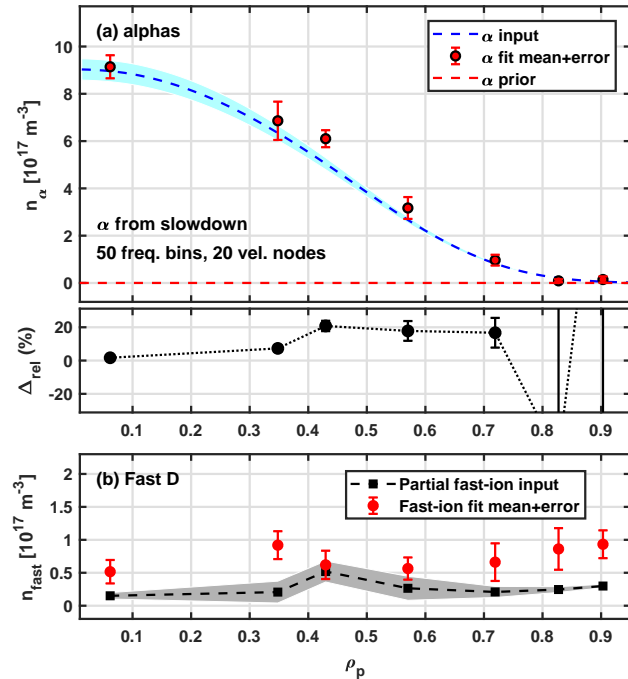 (a) alphas
α input
α fit mean+error
α prior
10
8
6
4
2
0
n_α [10^17 m^-3]
α from slowdown
50 freq. bins, 20 vel. nodes
20
0
-20
Δ_rel (%)
0.1 0.2 0.3 0.4 0.5 0.6 0.7 0.8 0.9
(b) Fast D
Partial fast-ion input
Fast-ion fit mean+error
2
1.5
1
0.5
0
n_fast [10^17 m^-3]
0.1 0.2 0.3 0.4 0.5 0.6 0.7 0.8 0.9
ρ_p